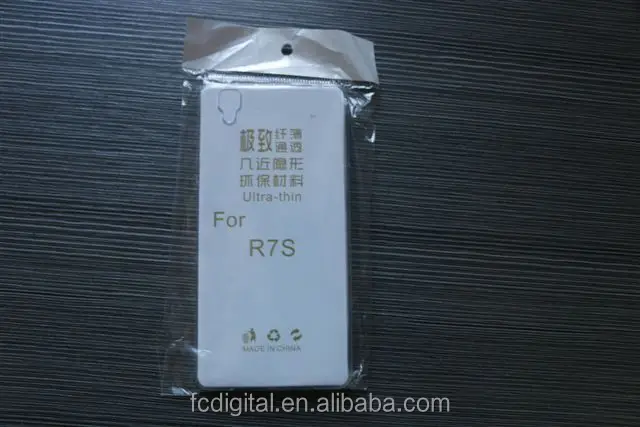 极致纤薄
通透
几近隐形
环保材料
Ultra-thin
For
R7S
MADE IN CHINA
fcdigital.en.alibaba.com